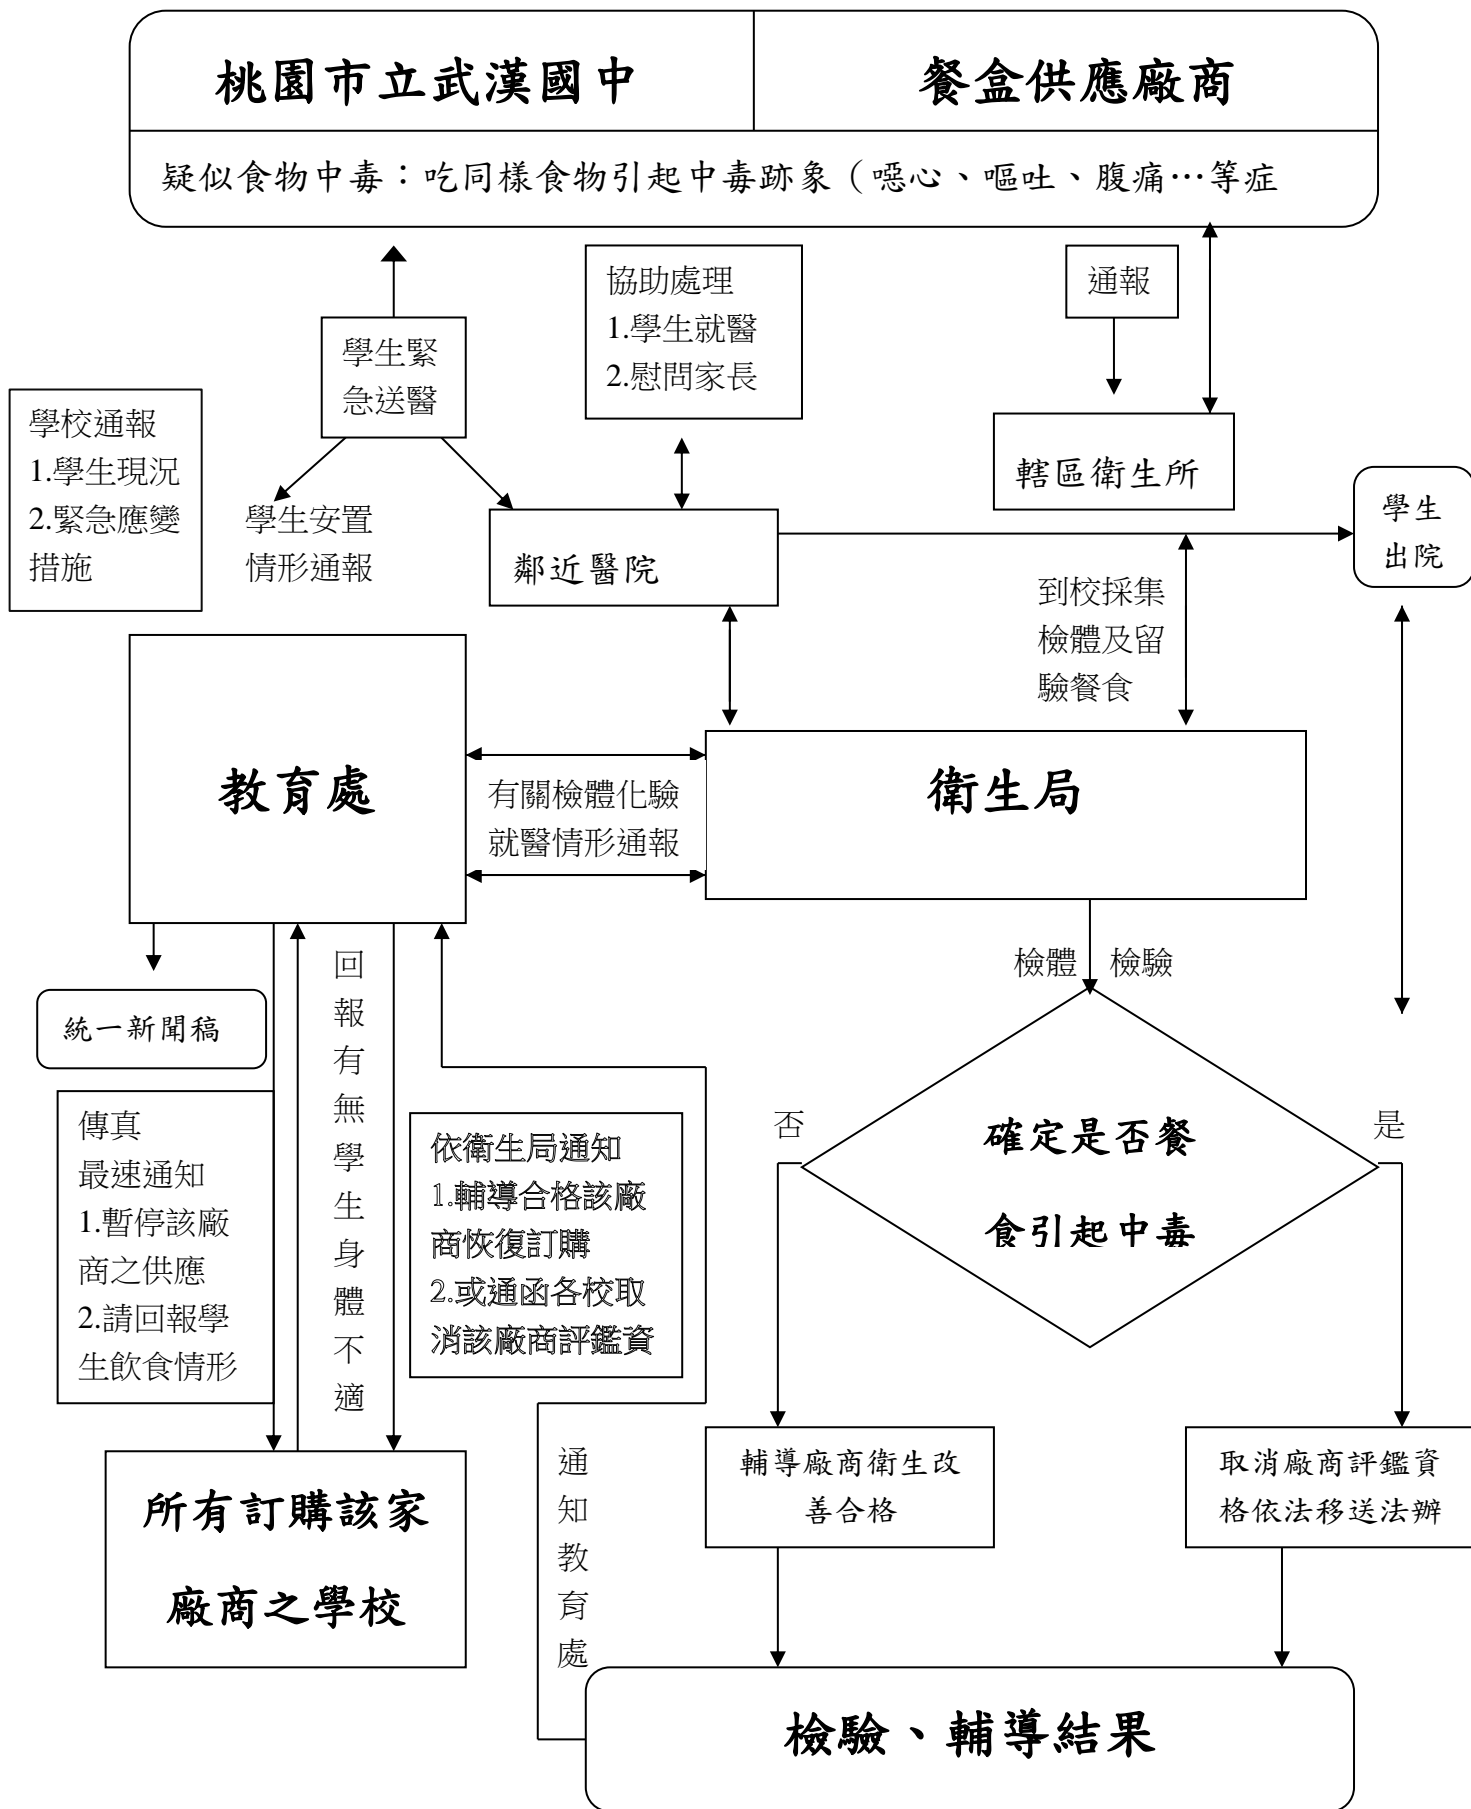 桃園市立武漢國中
餐盒供應廠商
疑似食物中毒：吃同樣食物引起中毒跡象（噁心、嘔吐、腹痛…等症
協助處理
1.學生就醫
2.慰問家長
通報
學生緊
急送醫
學校通報
1.學生現況
2.緊急應變
措施
轄區衛生所
學生
出院
學生安置
情形通報
鄰近醫院
到校採集
檢體及留
驗餐食
教育處
有關檢體化驗
就醫情形通報
衛生局
檢體
檢驗
回報有無學生身體不適
統一新聞稿
傳真
最速通知
1.暫停該廠
商之供應
2.請回報學
生飲食情形
依衛生局通知
1.輔導合格該廠
商恢復訂購
2.或通函各校取
消該廠商評鑑資
否
確定是否餐
食引起中毒
是
通知教育處
輔導廠商衛生改
善合格
取消廠商評鑑資
格依法移送法辦
所有訂購該家
廠商之學校
檢驗、輔導結果